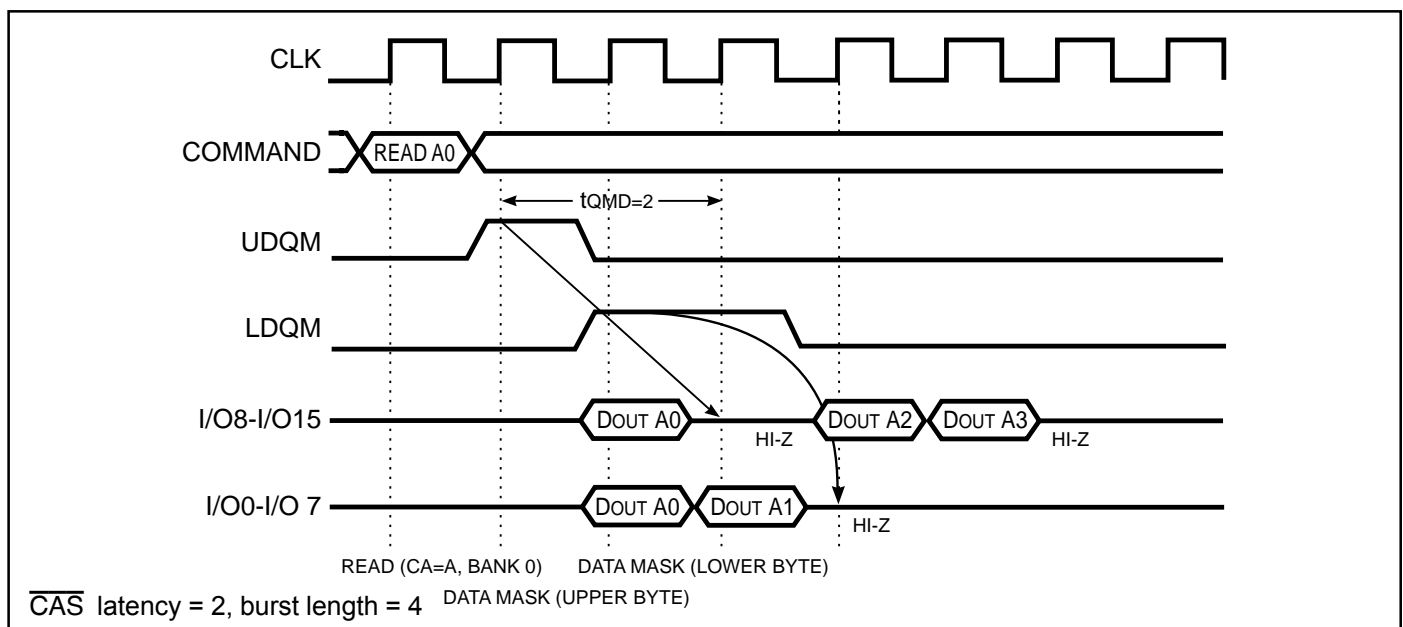 CLK
COMMAND READ A0
tQMD=2
UDQM
LDQM
I/O8-I/O15 DOUT A0 HI-Z DOUT A2 DOUT A3 HI-Z
I/O0-I/O 7 DOUT A0 DOUT A1 HI-Z
READ (CA=A, BANK 0) DATA MASK (LOWER BYTE)
CAS latency = 2, burst length = 4 DATA MASK (UPPER BYTE)